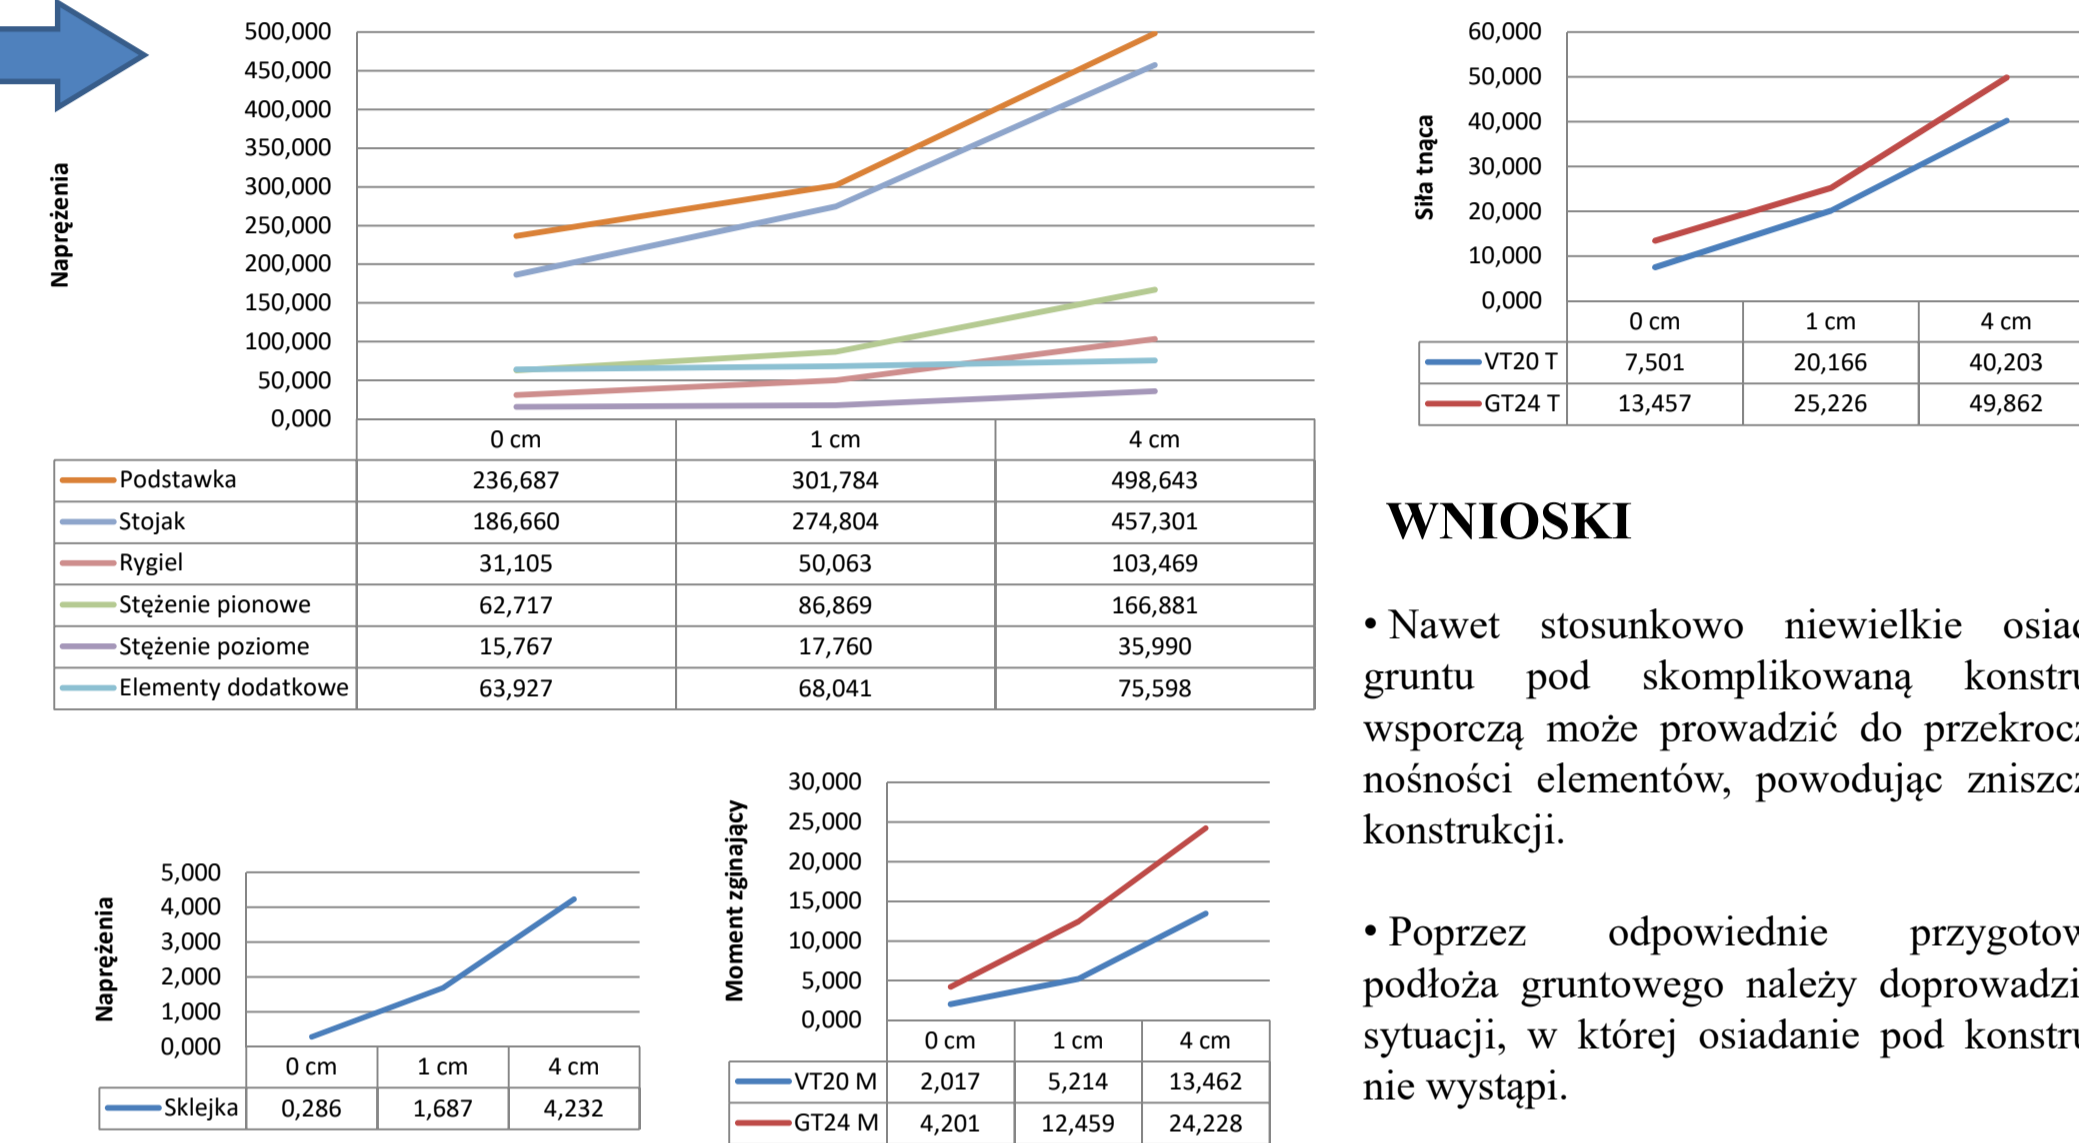 500,000
450,000
400,000
350,000
300,000
250,000
200,000
150,000
100,000
50,000
0,000
Naprężenia
0 cm 1 cm 4 cm
Podstawka 236,687 301,784 498,643
Stojak 186,660 274,804 457,301
Rygiel 31,105 50,063 103,469
Stężenie pionowe 62,717 86,869 166,881
Stężenie poziome 15,767 17,760 35,990
Elementy dodatkowe 63,927 68,041 75,598
60,000
50,000
40,000
30,000
20,000
10,000
0,000
Siła tnąca
0 cm 1 cm 4 cm
VT20 T 7,501 20,166 40,203
GT24 T 13,457 25,226 49,862
5,000
4,000
3,000
2,000
1,000
0,000
Naprężenia
0 cm 1 cm 4 cm
Sklejka 0,286 1,687 4,232
30,000
25,000
20,000
15,000
10,000
5,000
0,000
Moment zginający
0 cm 1 cm 4 cm
VT20 M 2,017 5,214 13,462
GT24 M 4,201 12,459 24,228
WNIOSKI
• Nawet stosunkowo niewielkie osiad
gruntu pod skomplikowaną konstru
wsporczą może prowadzić do przekrocz
nośności elementów, powodując zniszcz
konstrukcji.
• Poprzez odpowiednie przygotow
podłoża gruntowego należy doprowadzi
sytuacji, w której osiadanie pod konstru
nie wystąpi.